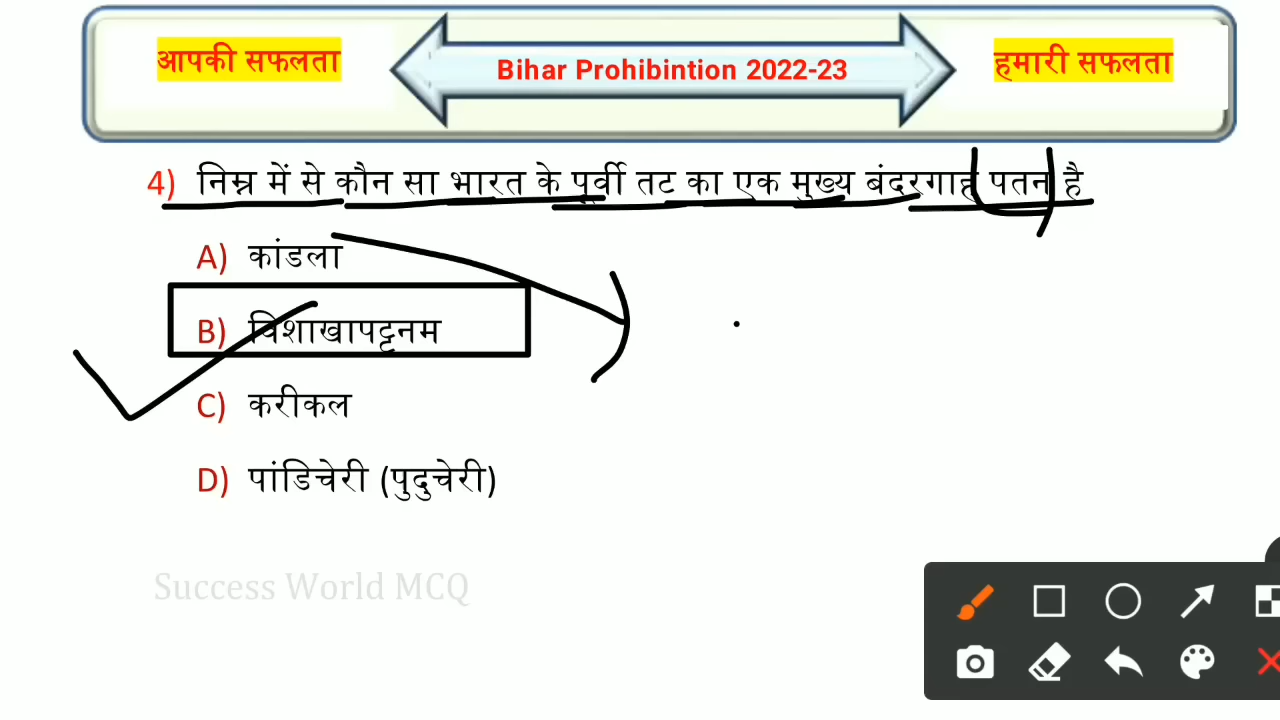 आपकी सफलता
Bihar Prohibintion 2022-23
हमारी सफलता
4) निम्न में से कौन सा भारत के पूर्वी तट का एक मुख्य बंदरगाह पतन है
A) कांडला
B) विशाखापट्टनम
C) करीकल
D) पांडिचेरी (पुदुचेरी)
Success World MCQ